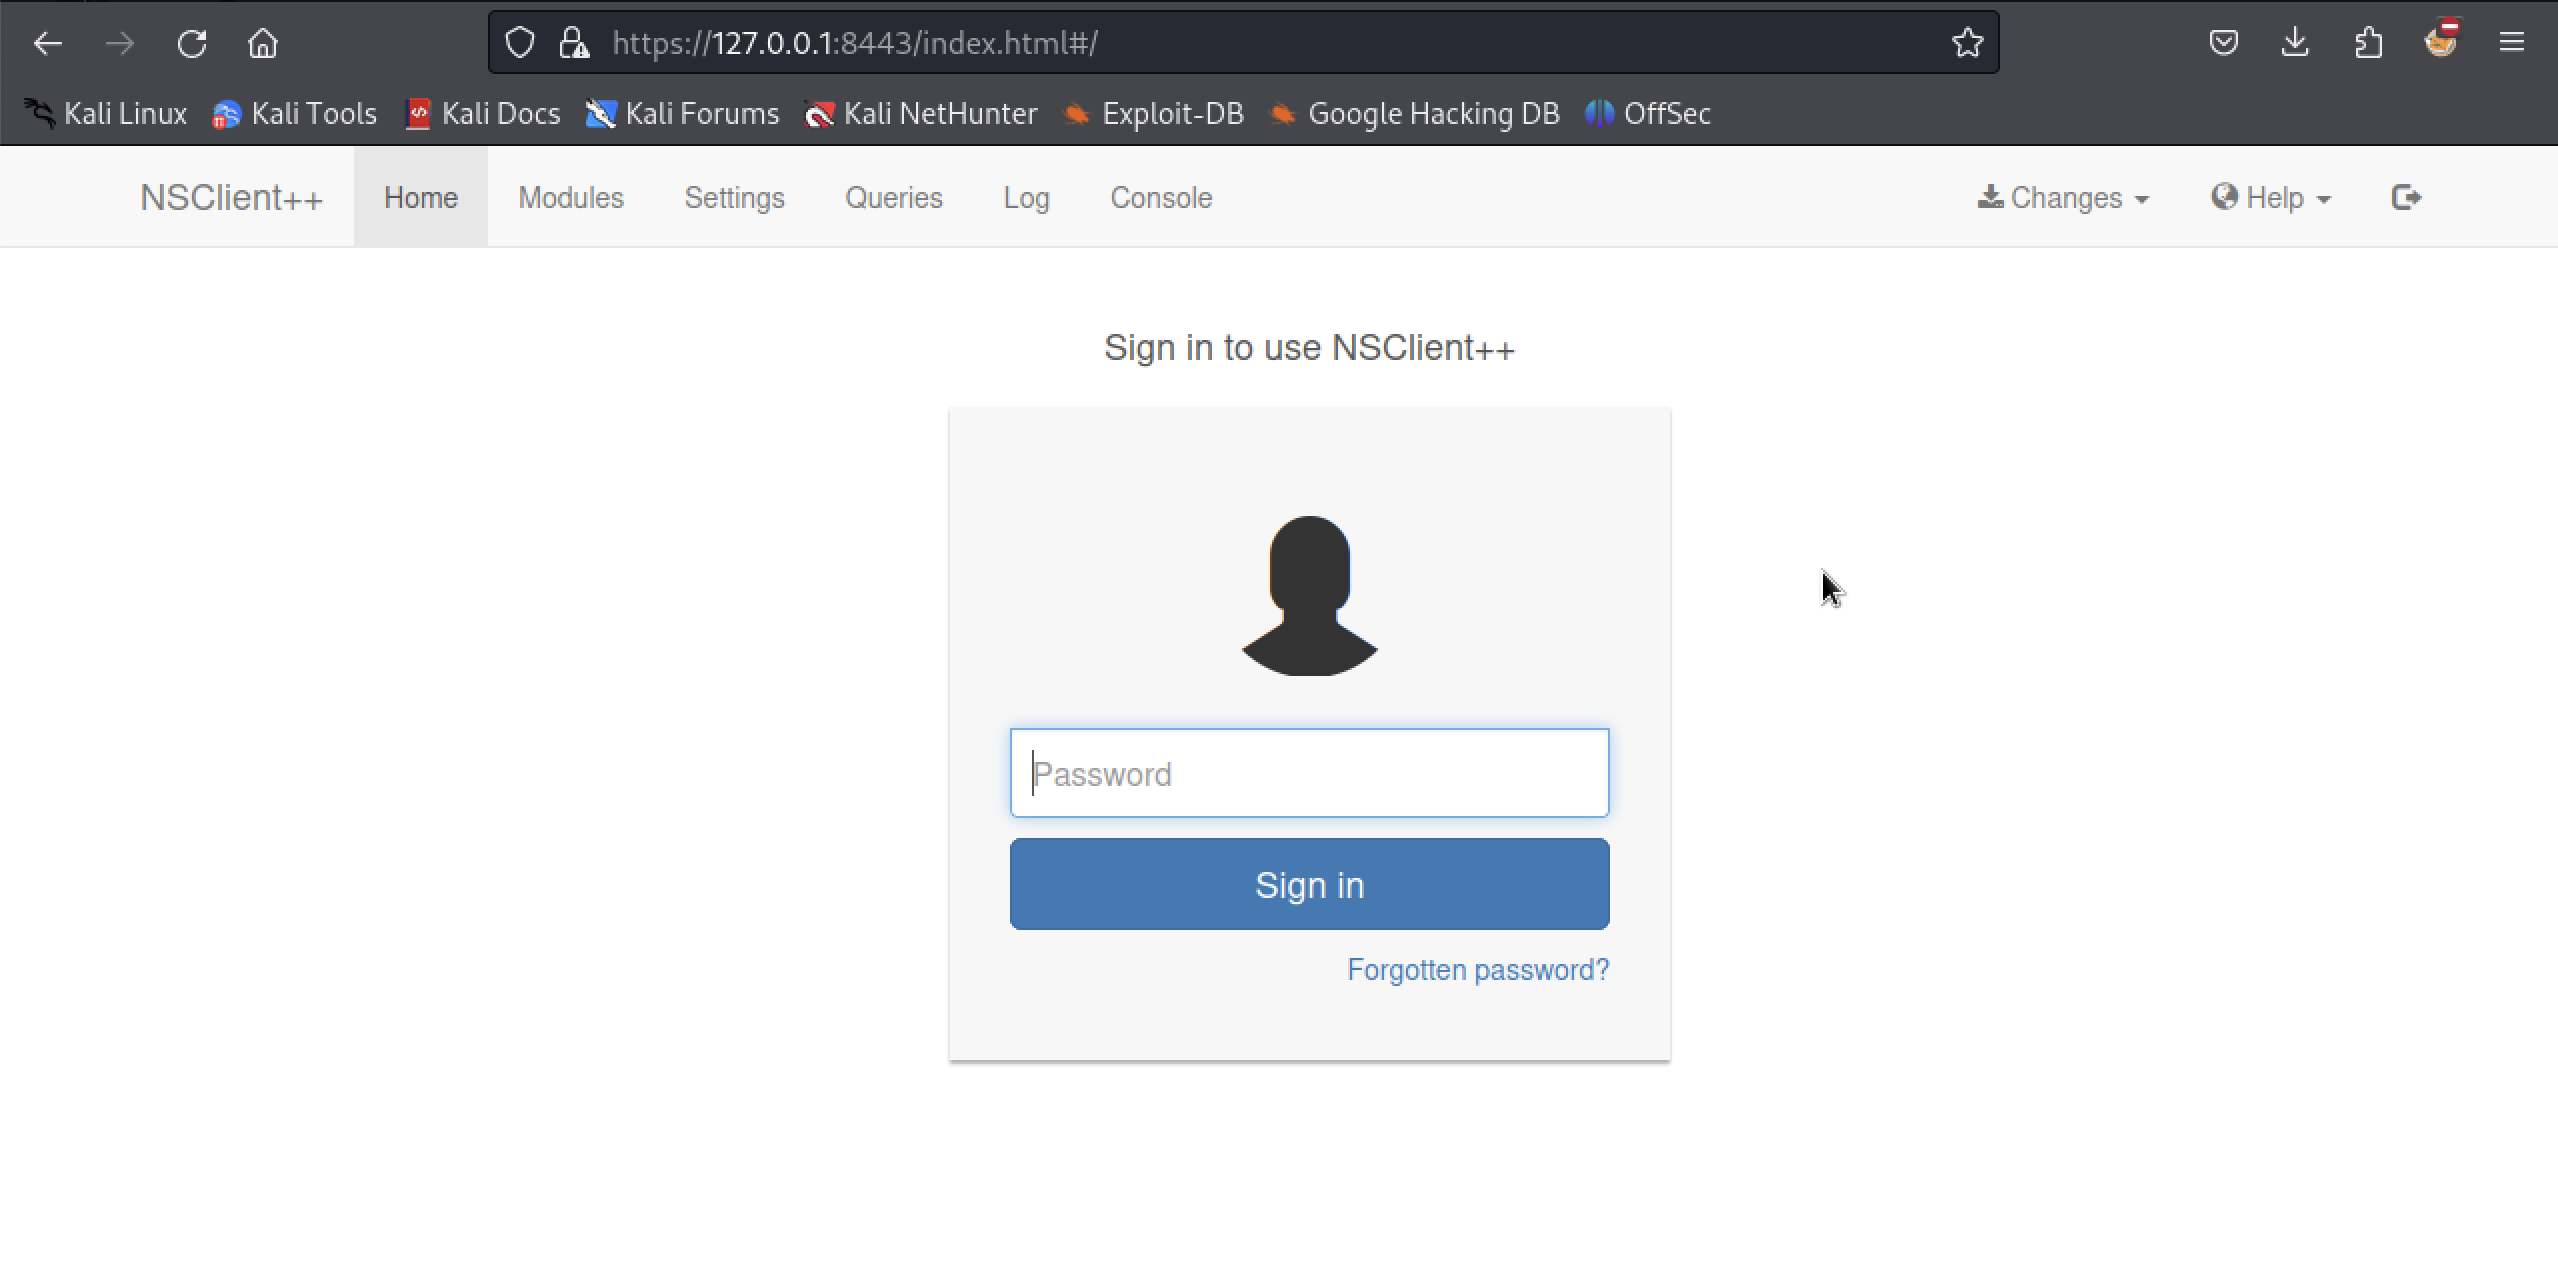 https://127.0.0.1:8443/index.html#/
Kali Linux Kali Tools Kali Docs Kali Forums Kali NetHunter Exploit-DB Google Hacking DB OffSec
NSClient++ Home Modules Settings Queries Log Console Changes Help
Sign in to use NSClient++
Password
Sign in
Forgotten password?